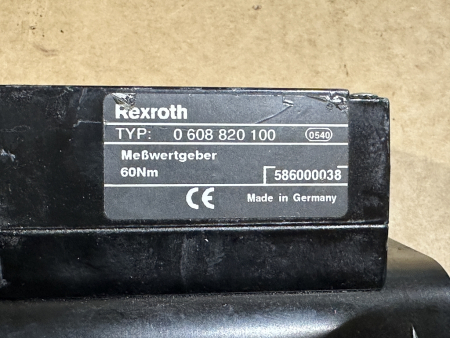 Rexroth
TYP: 0 608 820 100 0540
Meßwertgeber
60Nm 586000038
CE Made in Germany